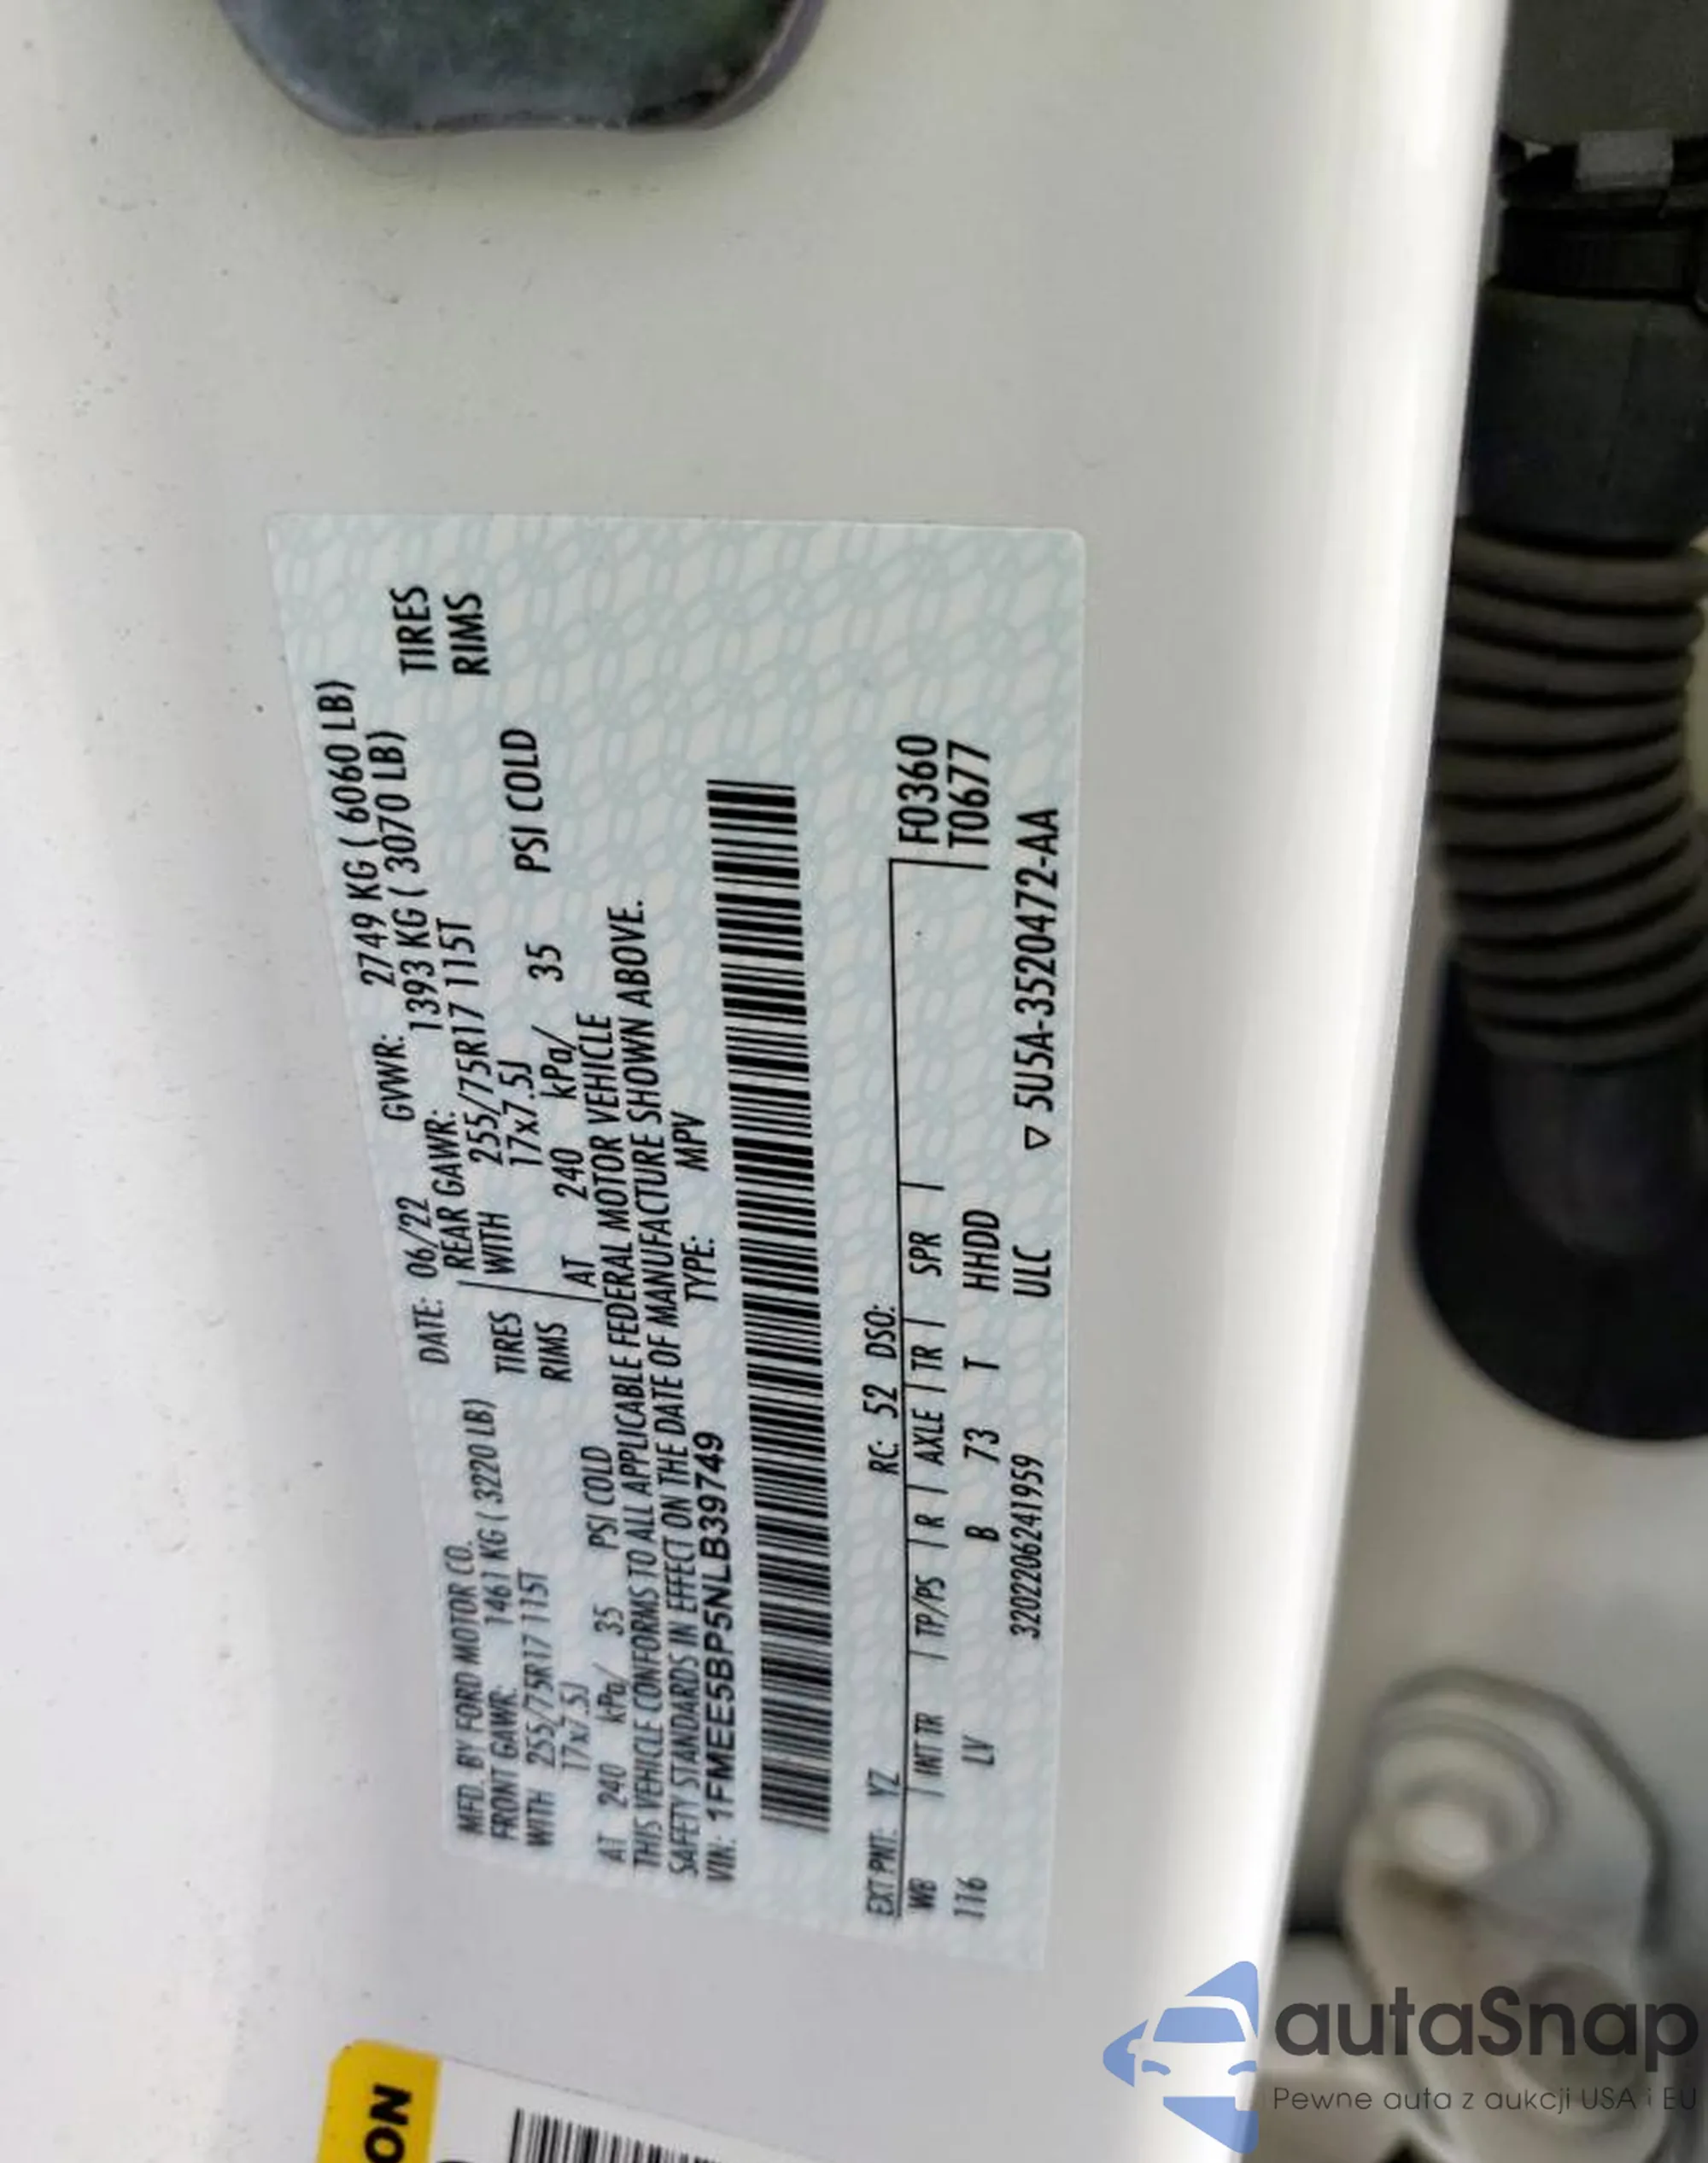 MFD. BY FORD MOTOR CO. DATE: 06/22 GVWR: 2749 KG ( 6060 LB)
FRONT GAWR: 1461 KG ( 3220 LB) REAR GAWR: 1393 KG ( 3070 LB)
WITH 255/75R17 115T TIRES WITH 255/75R17 115T TIRES
17x7.5J RIMS 17x7.5J RIMS
AT 240 kPa/ 35 PSI COLD AT 240 kPa/ 35 PSI COLD
THIS VEHICLE CONFORMS TO ALL APPLICABLE FEDERAL MOTOR VEHICLE
SAFETY STANDARDS IN EFFECT ON THE DATE OF MANUFACTURE SHOWN ABOVE.
VIN: 1FMEE5BP5NLB39749 TYPE: MPV
EXT PNT: YZ RC: 52 DSO:
WB | INT TR | TP/PS | R | AXLE | TR | SPR | F0360
116 LV B 73 T HHDD T0677
3202206241959 ULC ▽ 5U5A-3520472-AA
ON
autaSnap
Pewne auta z aukcji USA i EU